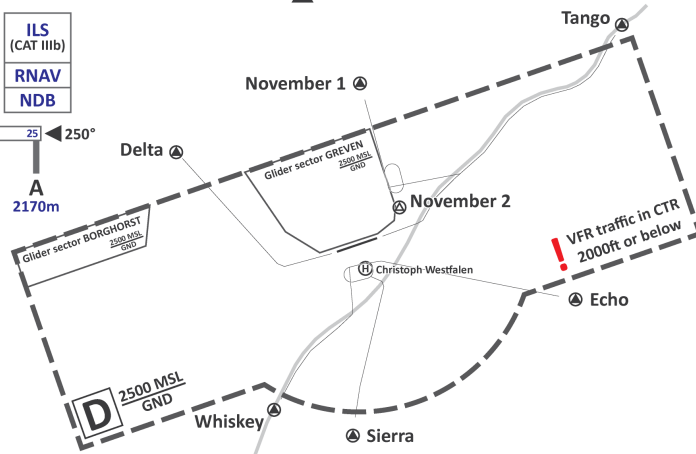 ILS
(CAT IIIb)
RNAV
NDB
25
250°
A
2170m
Tango
November 1
Delta
Glider sector GREVEN
2500 MSL
GND
November 2
Glider sector BORGHORST
2500 MSL
GND
VFR traffic in CTR
2000ft or below
!
H
Christoph Westfalen
Echo
D
2500 MSL
GND
Whiskey
Sierra